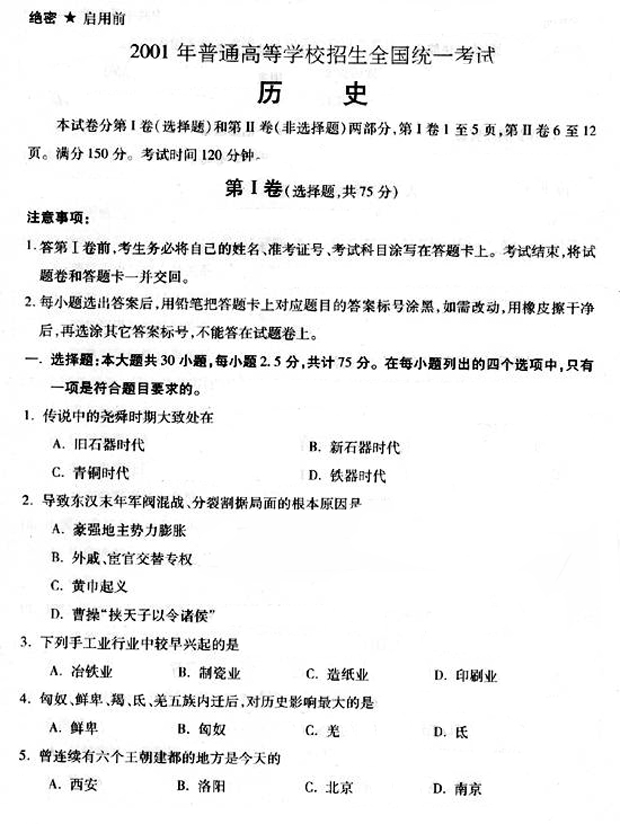 绝密 ★ 启用前
2001 年普通高等学校招生全国统一考试
历 史
本试卷分第 I 卷(选择题)和第 II 卷(非选择题)两部分,第 I 卷 1 至 5 页,第 II 卷 6 至 12
页。满分 150 分。考试时间 120 分钟。
第 I 卷(选择题,共 75 分)
注意事项:
1. 答第 I 卷前,考生务必将自己的姓名、准考证号、考试科目涂写在答题卡上。考试结束,将试
题卷和答题卡一并交回。
2. 每小题选出答案后,用铅笔把答题卡上对应题目的答案标号涂黑,如需改动,用橡皮擦干净
后,再选涂其它答案标号,不能答在试题卷上。
一. 选择题:本大题共 30 小题,每小题 2.5 分,共计 75 分。在每小题列出的四个选项中,只有
一项是符合题目要求的。
1. 传说中的尧舜时期大致处在
A. 旧石器时代 B. 新石器时代
C. 青铜时代 D. 铁器时代
2. 导致东汉末年军阀混战、分裂割据局面的根本原因是
A. 豪强地主势力膨胀
B. 外戚、宦官交替专权
C. 黄巾起义
D. 曹操“挟天子以令诸侯”
3. 下列手工业行业中较早兴起的是
A. 冶铁业 B. 制瓷业 C. 造纸业 D. 印刷业
4. 匈奴、鲜卑、羯、氐、羌五族内迁后,对历史影响最大的是
A. 鲜卑 B. 匈奴 C. 羌 D. 氐
5. 曾连续有六个王朝建都的地方是今天的
A. 西安 B. 洛阳 C. 北京 D. 南京